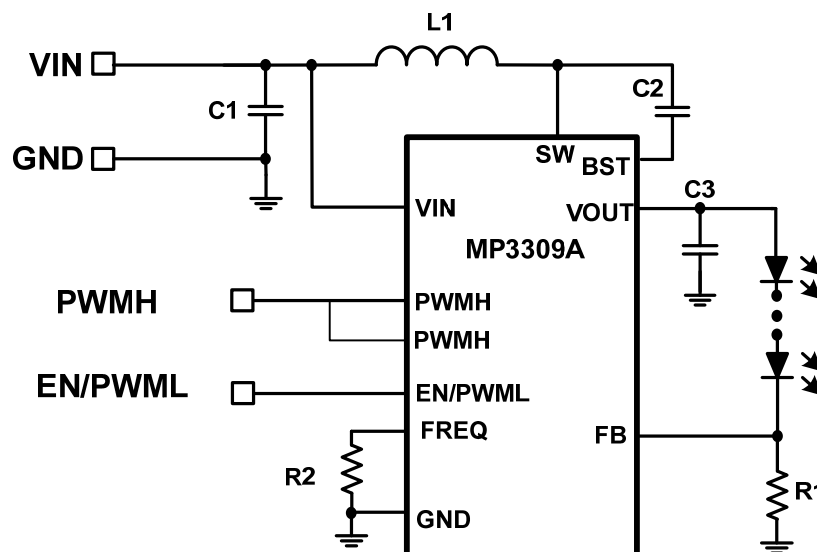 L1
VIN
C1
C2
GND
SW
BST
C3
VIN
VOUT
MP3309A
PWMH
PWMH
PWMH
EN/PWML
EN/PWML
FREQ
FB
R2
R1
GND